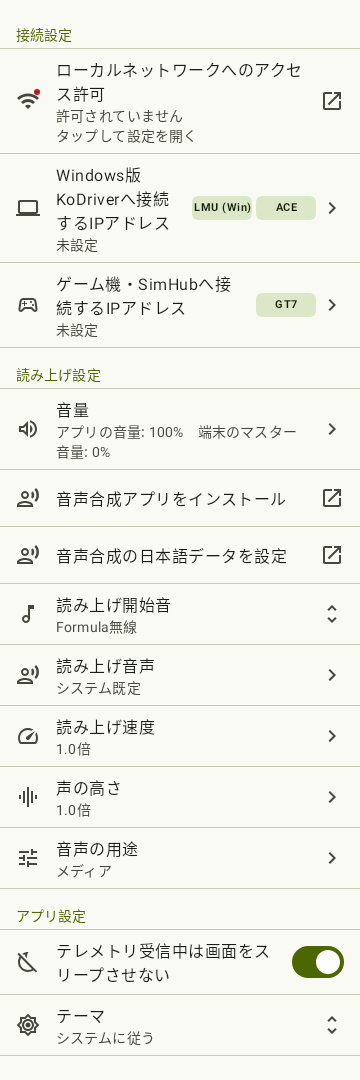 接続設定
ローカルネットワークへのアクセ
ス許可
許可されていません
タップして設定を開く
Windows版
KoDriverへ接続
するIPアドレス
未設定
LMU (Win)
ACE
ゲーム機・SimHubへ接
続するIPアドレス
未設定
GT7
読み上げ設定
音量
アプリの音量: 100%　端末のマスター
音量: 0%
音声合成アプリをインストール
音声合成の日本語データを設定
読み上げ開始音
Formula無線
読み上げ音声
システム既定
読み上げ速度
1.0倍
声の高さ
1.0倍
音声の用途
メディア
アプリ設定
テレメトリ受信中は画面をス
リープさせない
テーマ
システムに従う